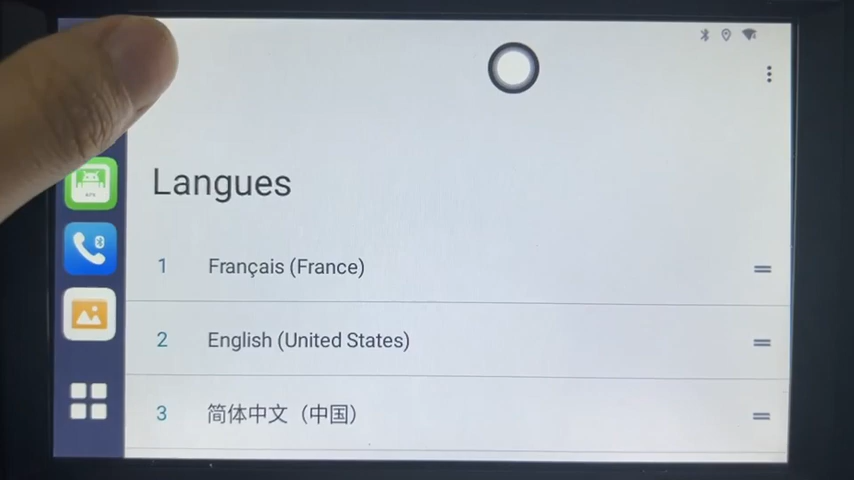 Langues
1 Français (France)
2 English (United States)
3 简体中文（中国）